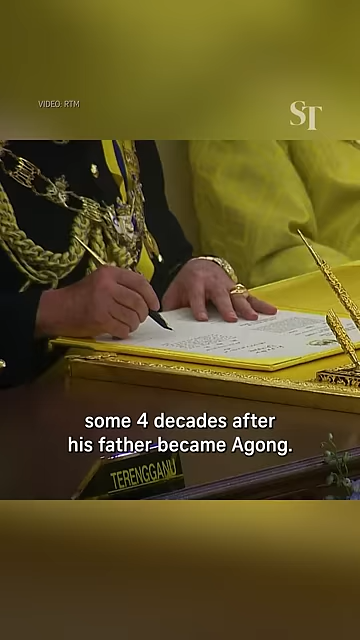 VIDEO: RTM
ST
some 4 decades after
his father became Agong.
TERENGGANU